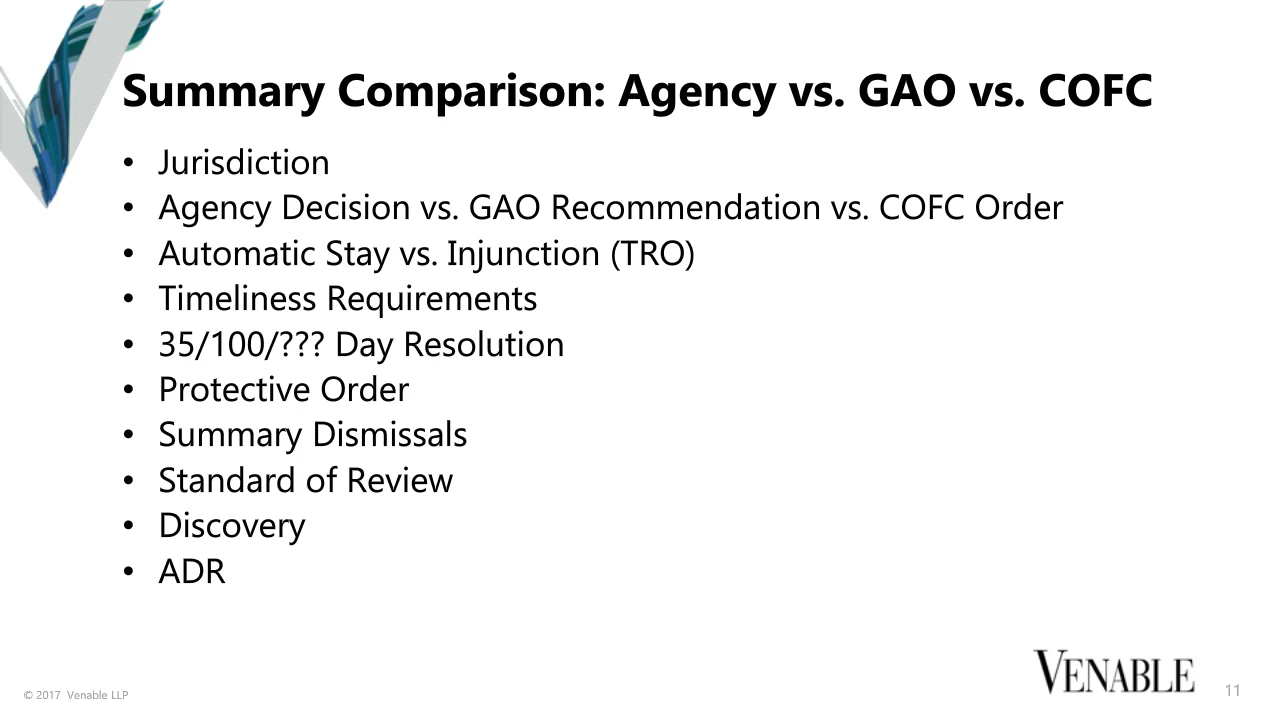 Summary Comparison: Agency vs. GAO vs. COFC
• Jurisdiction
• Agency Decision vs. GAO Recommendation vs. COFC Order
• Automatic Stay vs. Injunction (TRO)
• Timeliness Requirements
• 35/100/??? Day Resolution
• Protective Order
• Summary Dismissals
• Standard of Review
• Discovery
• ADR
© 2017 Venable LLP
VENABLE
11